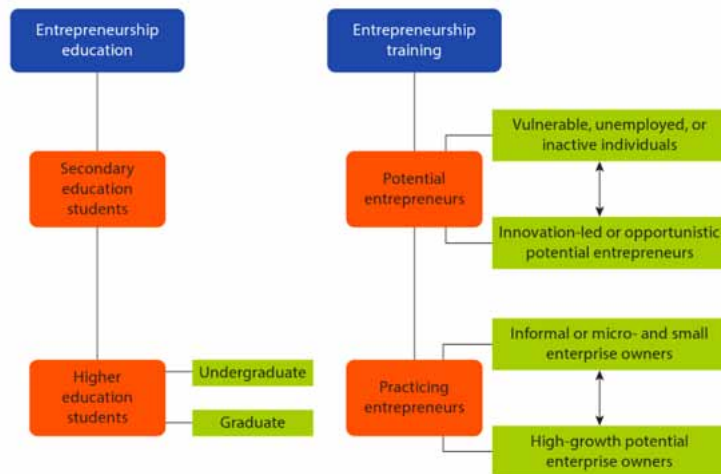 Entrepreneurship
education
Entrepreneurship
training
Secondary
education
students
Potential
entrepreneurs
Vulnerable, unemployed, or
inactive individuals
Innovation-led or opportunistic
potential entrepreneurs
Higher
education
students
Undergraduate
Graduate
Practicing
entrepreneurs
Informal or micro- and small
enterprise owners
High-growth potential
enterprise owners